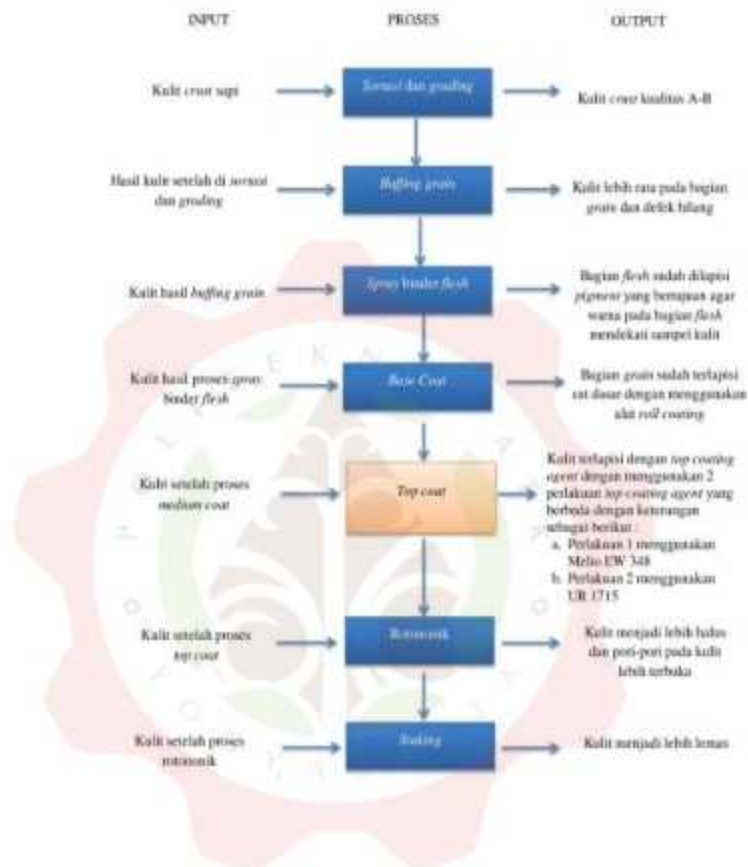 INPUT
PROSES
OUTPUT
Kulit crust sapi
Sortasi dan grading
Kulit crust kualitas A-B
Hasil kulit setelah di sortasi
dan grading
Buffing grain
Kulit lebih rata pada bagian
grain dan defek hilang
Kulit hasil buffing grain
Spray binder flesh
Bagian flesh sudah dilapisi
pigment yang bertujuan agar
warna pada bagian flesh
mendekati sampel kulit
Kulit hasil proses spray
binder flesh
Base Coat
Bagian grain sudah terlapisi
cat dasar dengan menggunakan
alat roll coating
Kulit setelah proses
medium coat
Top coat
Kulit terlapisi dengan top coating
agent dengan menggunakan 2
perlakuan top coating agent yang
berbeda dengan keterangan
sebagai berikut :
a. Perlakuan 1 menggunakan
Melio EW 348
b. Perlakuan 2 menggunakan
UR 1715
Kulit setelah proses
top coat
Rotomonik
Kulit menjadi lebih halus
dan pori-pori pada kulit
lebih terbuka
Kulit setelah proses
rotomonik
Staking
Kulit menjadi lebih lemas